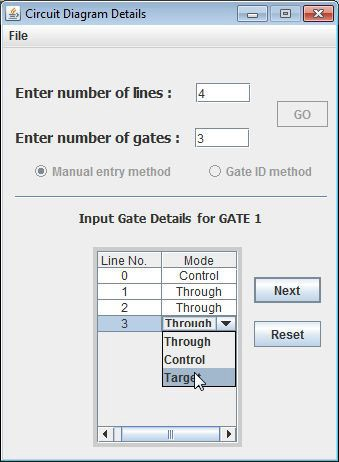 Circuit Diagram Details
File
Enter number of lines : 4
GO
Enter number of gates : 3
Manual entry method Gate ID method
Input Gate Details for GATE 1
Line No. Mode
0 Control
1 Through
2 Through
3 Through
Through
Control
Target
Next
Reset